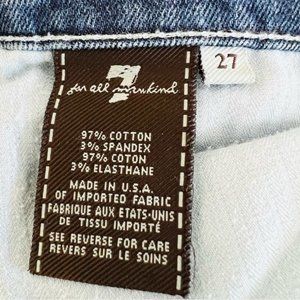 7
for all mankind
27
97% COTTON
3% SPANDEX
97% COTON
3% ELASTHANE
MADE IN U.S.A.
OF IMPORTED FABRIC
FABRIQUE AUX ETATS-UNIS
DE TISSU IMPORTÉ
SEE REVERSE FOR CARE
REVERS SUR LE SOINS